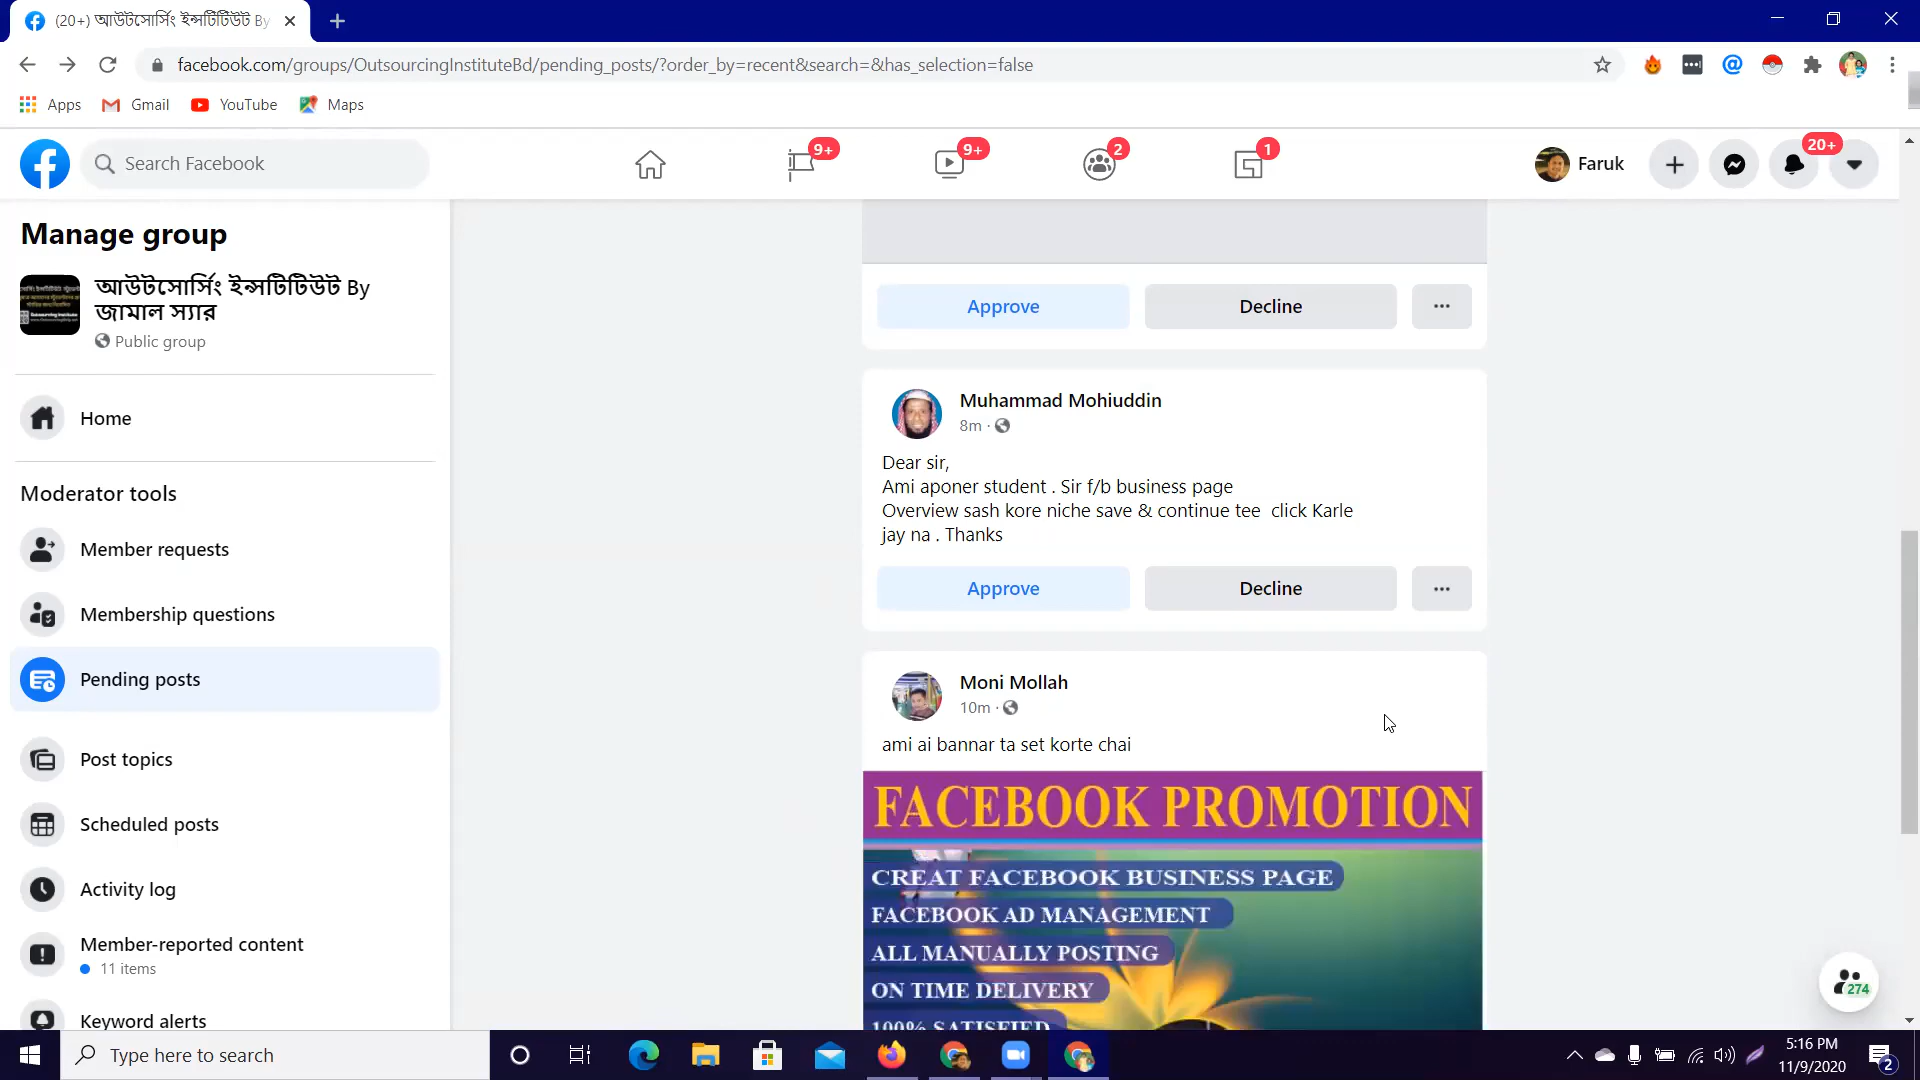 (20+) আউটসোর্সিং ইন্সটিটিউট By
facebook.com/groups/OutsourcingInstituteBd/pending_posts/?order_by=recent&search=&has_selection=false
Apps
Gmail
YouTube
Maps
Search Facebook
9+
9+
2
1
Faruk
20+
Manage group
আউটসোর্সিং ইন্সটিটিউট By
জামাল স্যার
Public group
Home
Moderator tools
Member requests
Membership questions
Pending posts
Post topics
Scheduled posts
Activity log
Member-reported content
11 items
Keyword alerts
Approve
Decline
Muhammad Mohiuddin
8m ·
Dear sir,
Ami aponer student . Sir f/b business page
Overview sash kore niche save & continue tee click Karle
jay na . Thanks
Approve
Decline
Moni Mollah
10m ·
ami ai bannar ta set korte chai
FACEBOOK PROMOTION
CREAT FACEBOOK BUSINESS PAGE
FACEBOOK AD MANAGEMENT
ALL MANUALLY POSTING
ON TIME DELIVERY
100% SATISFIED
274
Type here to search
5:16 PM
11/9/2020
2